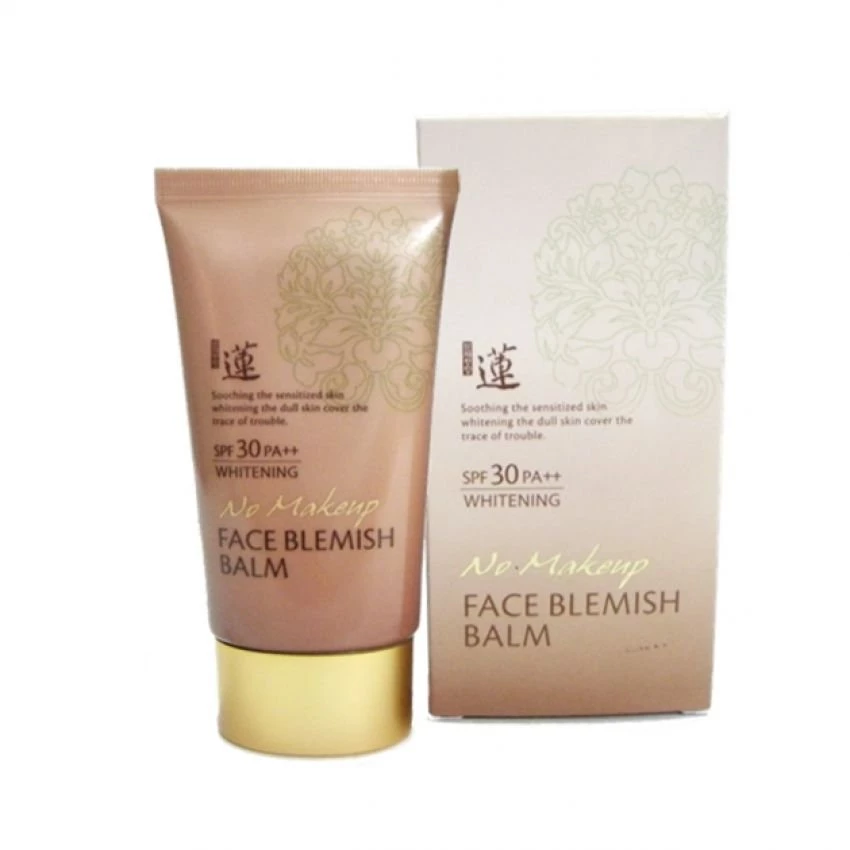 蓮
Soothing the sensitized skin
whitening the dull skin cover the
trace of trouble.
SPF 30 PA++
WHITENING
No Makeup
FACE BLEMISH
BALM
蓮
Soothing the sensitized skin
whitening the dull skin cover the
trace of trouble.
SPF 30 PA++
WHITENING
No Makeup
FACE BLEMISH
BALM